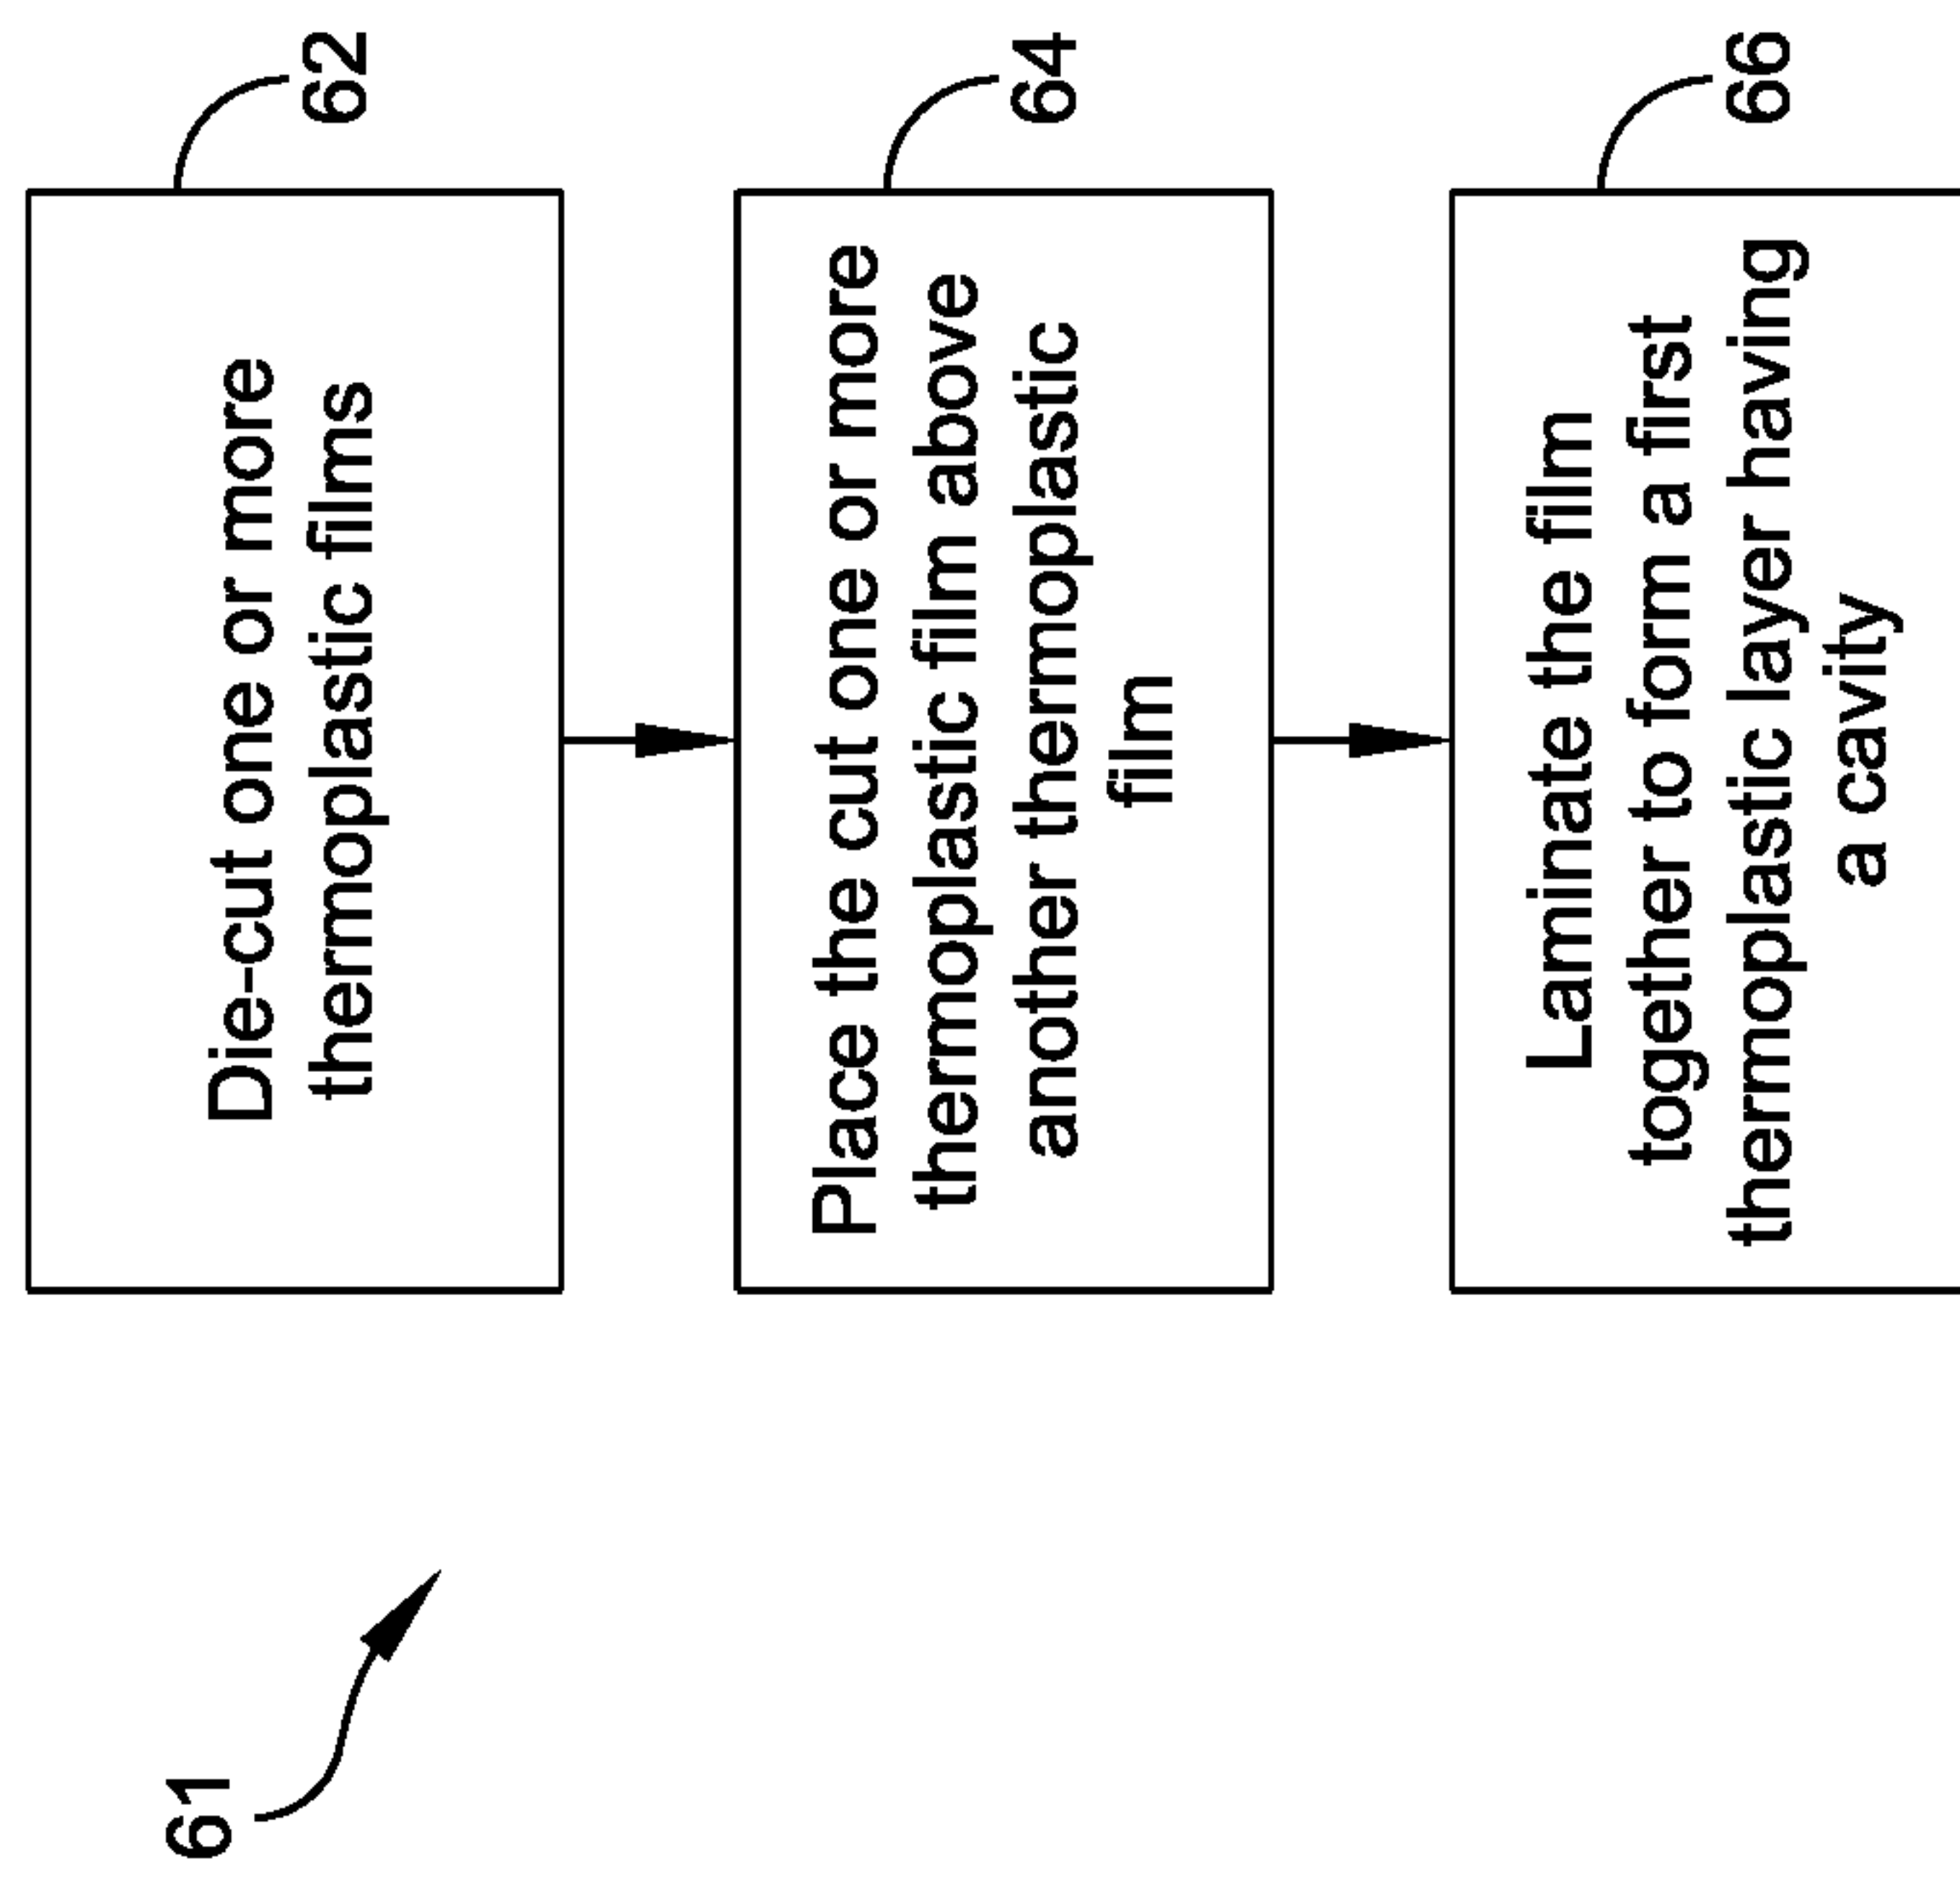 61
62
Die-cut one or more
thermoplastic films
64
Place the cut one or more
thermoplastic film above
another thermoplastic
film
66
Laminate the film
together to form a first
thermoplastic layer having
a cavity